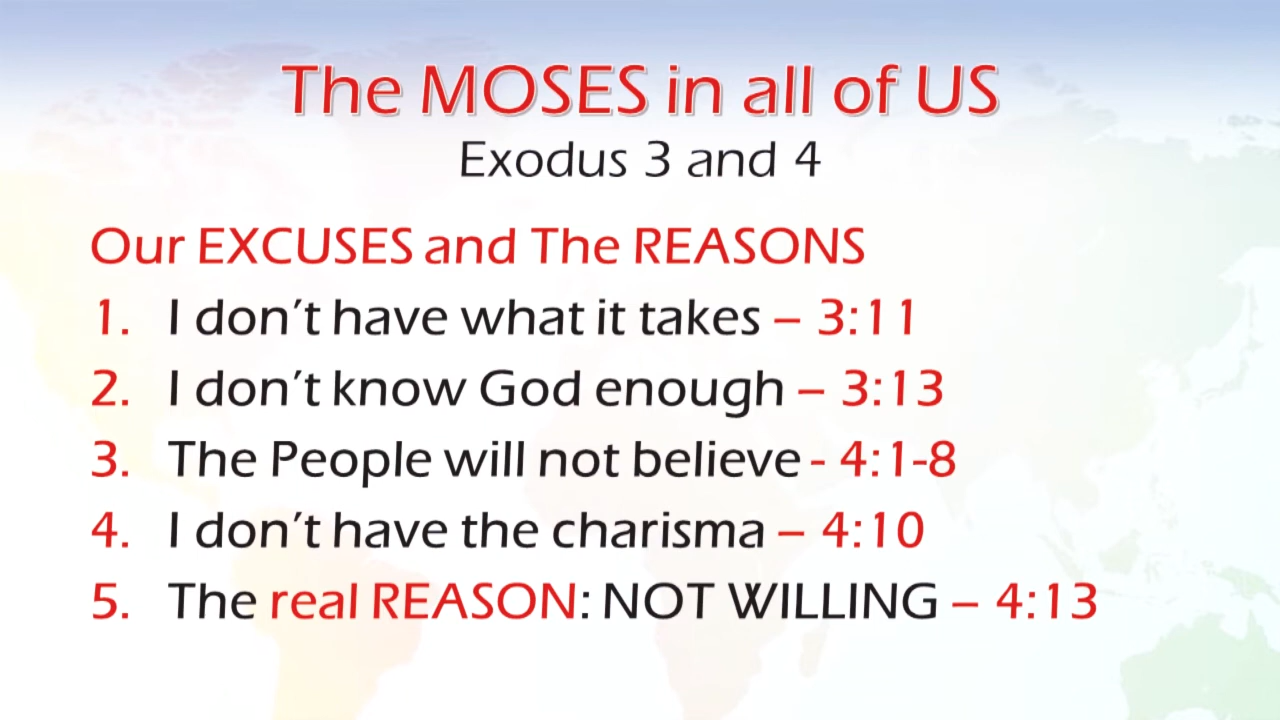 The MOSES in all of US
Exodus 3 and 4
Our EXCUSES and The REASONS
1. I don’t have what it takes – 3:11
2. I don’t know God enough – 3:13
3. The People will not believe - 4:1-8
4. I don’t have the charisma – 4:10
5. The real REASON: NOT WILLING – 4:13